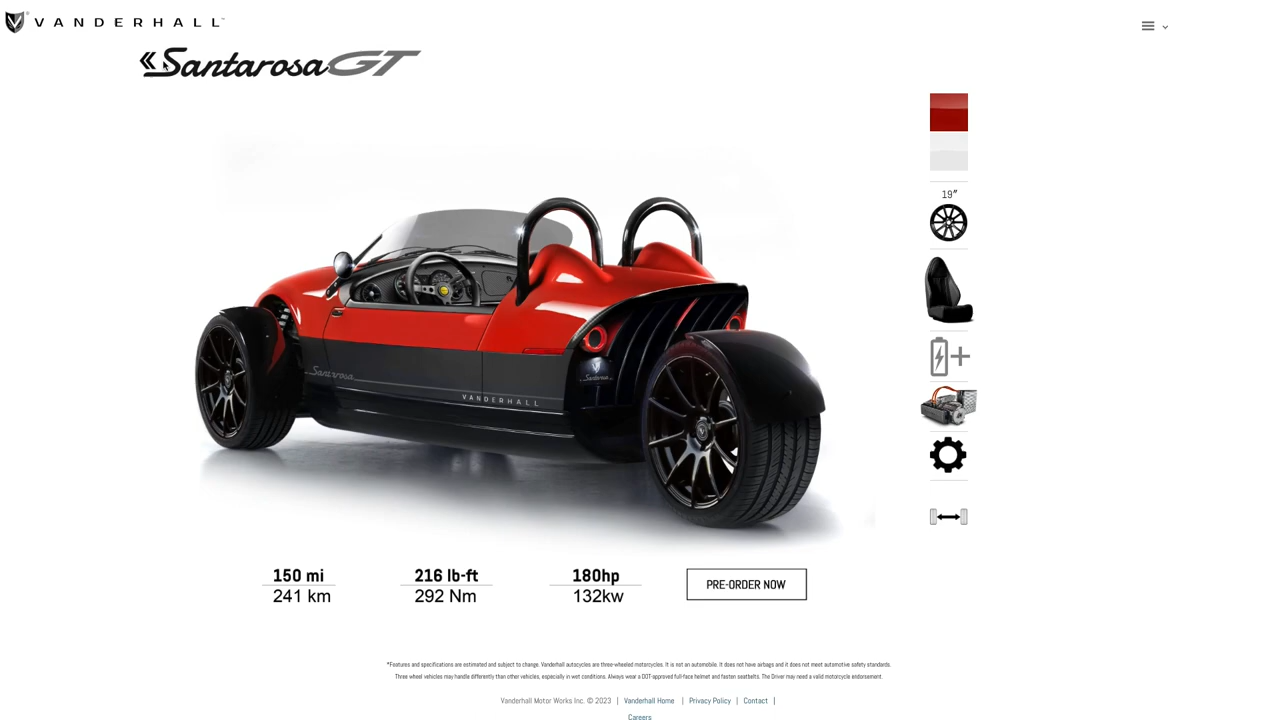 VANDERHALL
Santarosa GT
19″
Santarosa
VANDERHALL
Santarosa
150 mi
241 km
216 lb-ft
292 Nm
180hp
132kw
PRE-ORDER NOW
*Features and specifications are estimated and subject to change. Vanderhall autocycles are three-wheeled motorcycles. It is not an automobile. It does not have airbags and it does not meet automotive safety standards.
Three wheel vehicles may handle differently than other vehicles, especially in wet conditions. Always wear a DOT-approved full-face helmet and fasten seatbelts. The Driver may need a valid motorcycle endorsement.
Vanderhall Motor Works Inc. © 2023 | Vanderhall Home | Privacy Policy | Contact |
Careers